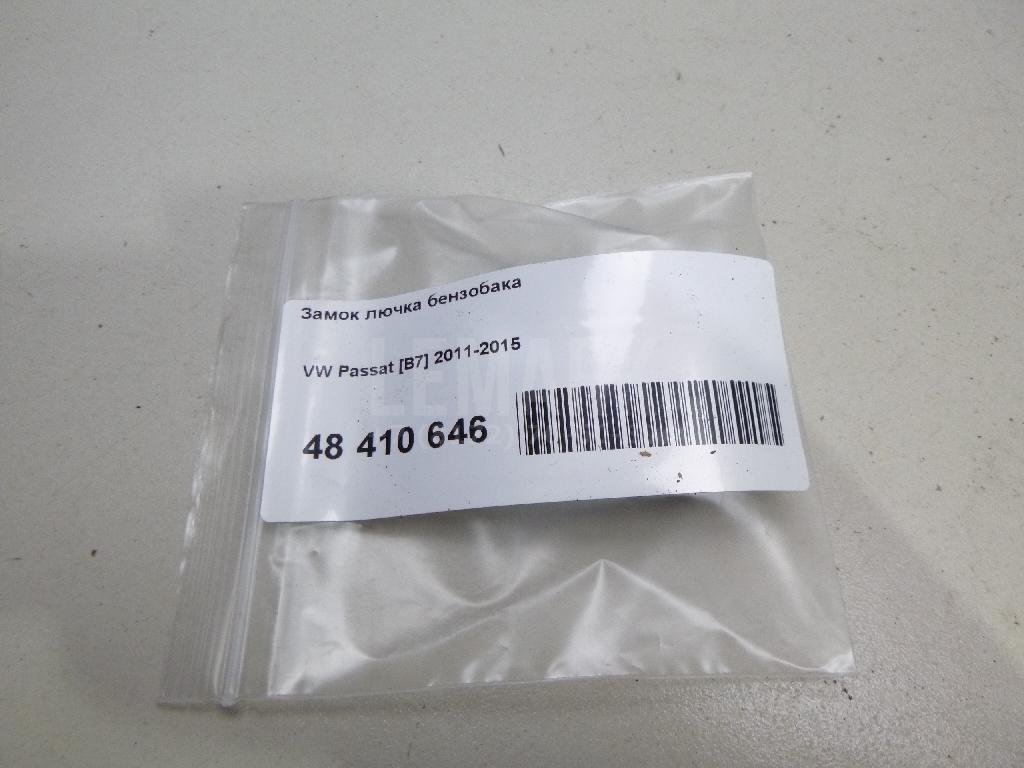 Замок лючка бензобака
VW Passat [B7] 2011-2015
48 410 646